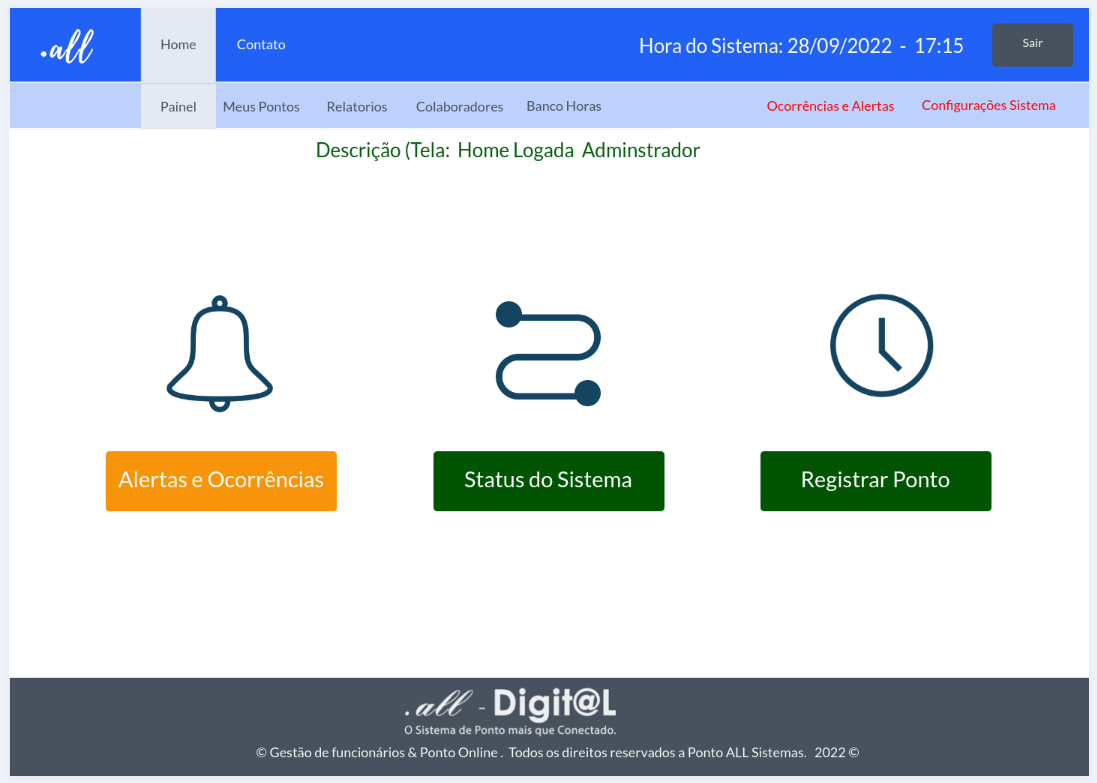 .all
Home
Contato
Hora do Sistema: 28/09/2022 - 17:15
Sair
Painel
Meus Pontos
Relatorios
Colaboradores
Banco Horas
Ocorrências e Alertas
Configurações Sistema
Descrição (Tela: Home Logada Adminstrador
Alertas e Ocorrências
Status do Sistema
Registrar Ponto
.all - Digit@L
O Sistema de Ponto mais que Conectado.
© Gestão de funcionários & Ponto Online . Todos os direitos reservados a Ponto ALL Sistemas. 2022 ©